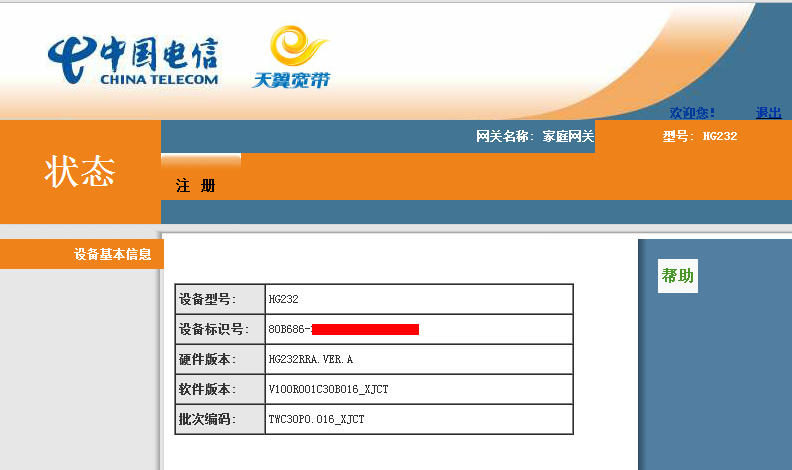 中国电信
CHINA TELECOM
天翼宽带
欢迎您! 退出
网关名称: 家庭网关 型号: HG232
状态
注 册
设备基本信息
帮助
设备型号: HG232
设备标识号: 80B686-
硬件版本: HG232RRA.VER.A
软件版本: V100R001C30B016_XJCT
批次编码: TWC30P0.016_XJCT